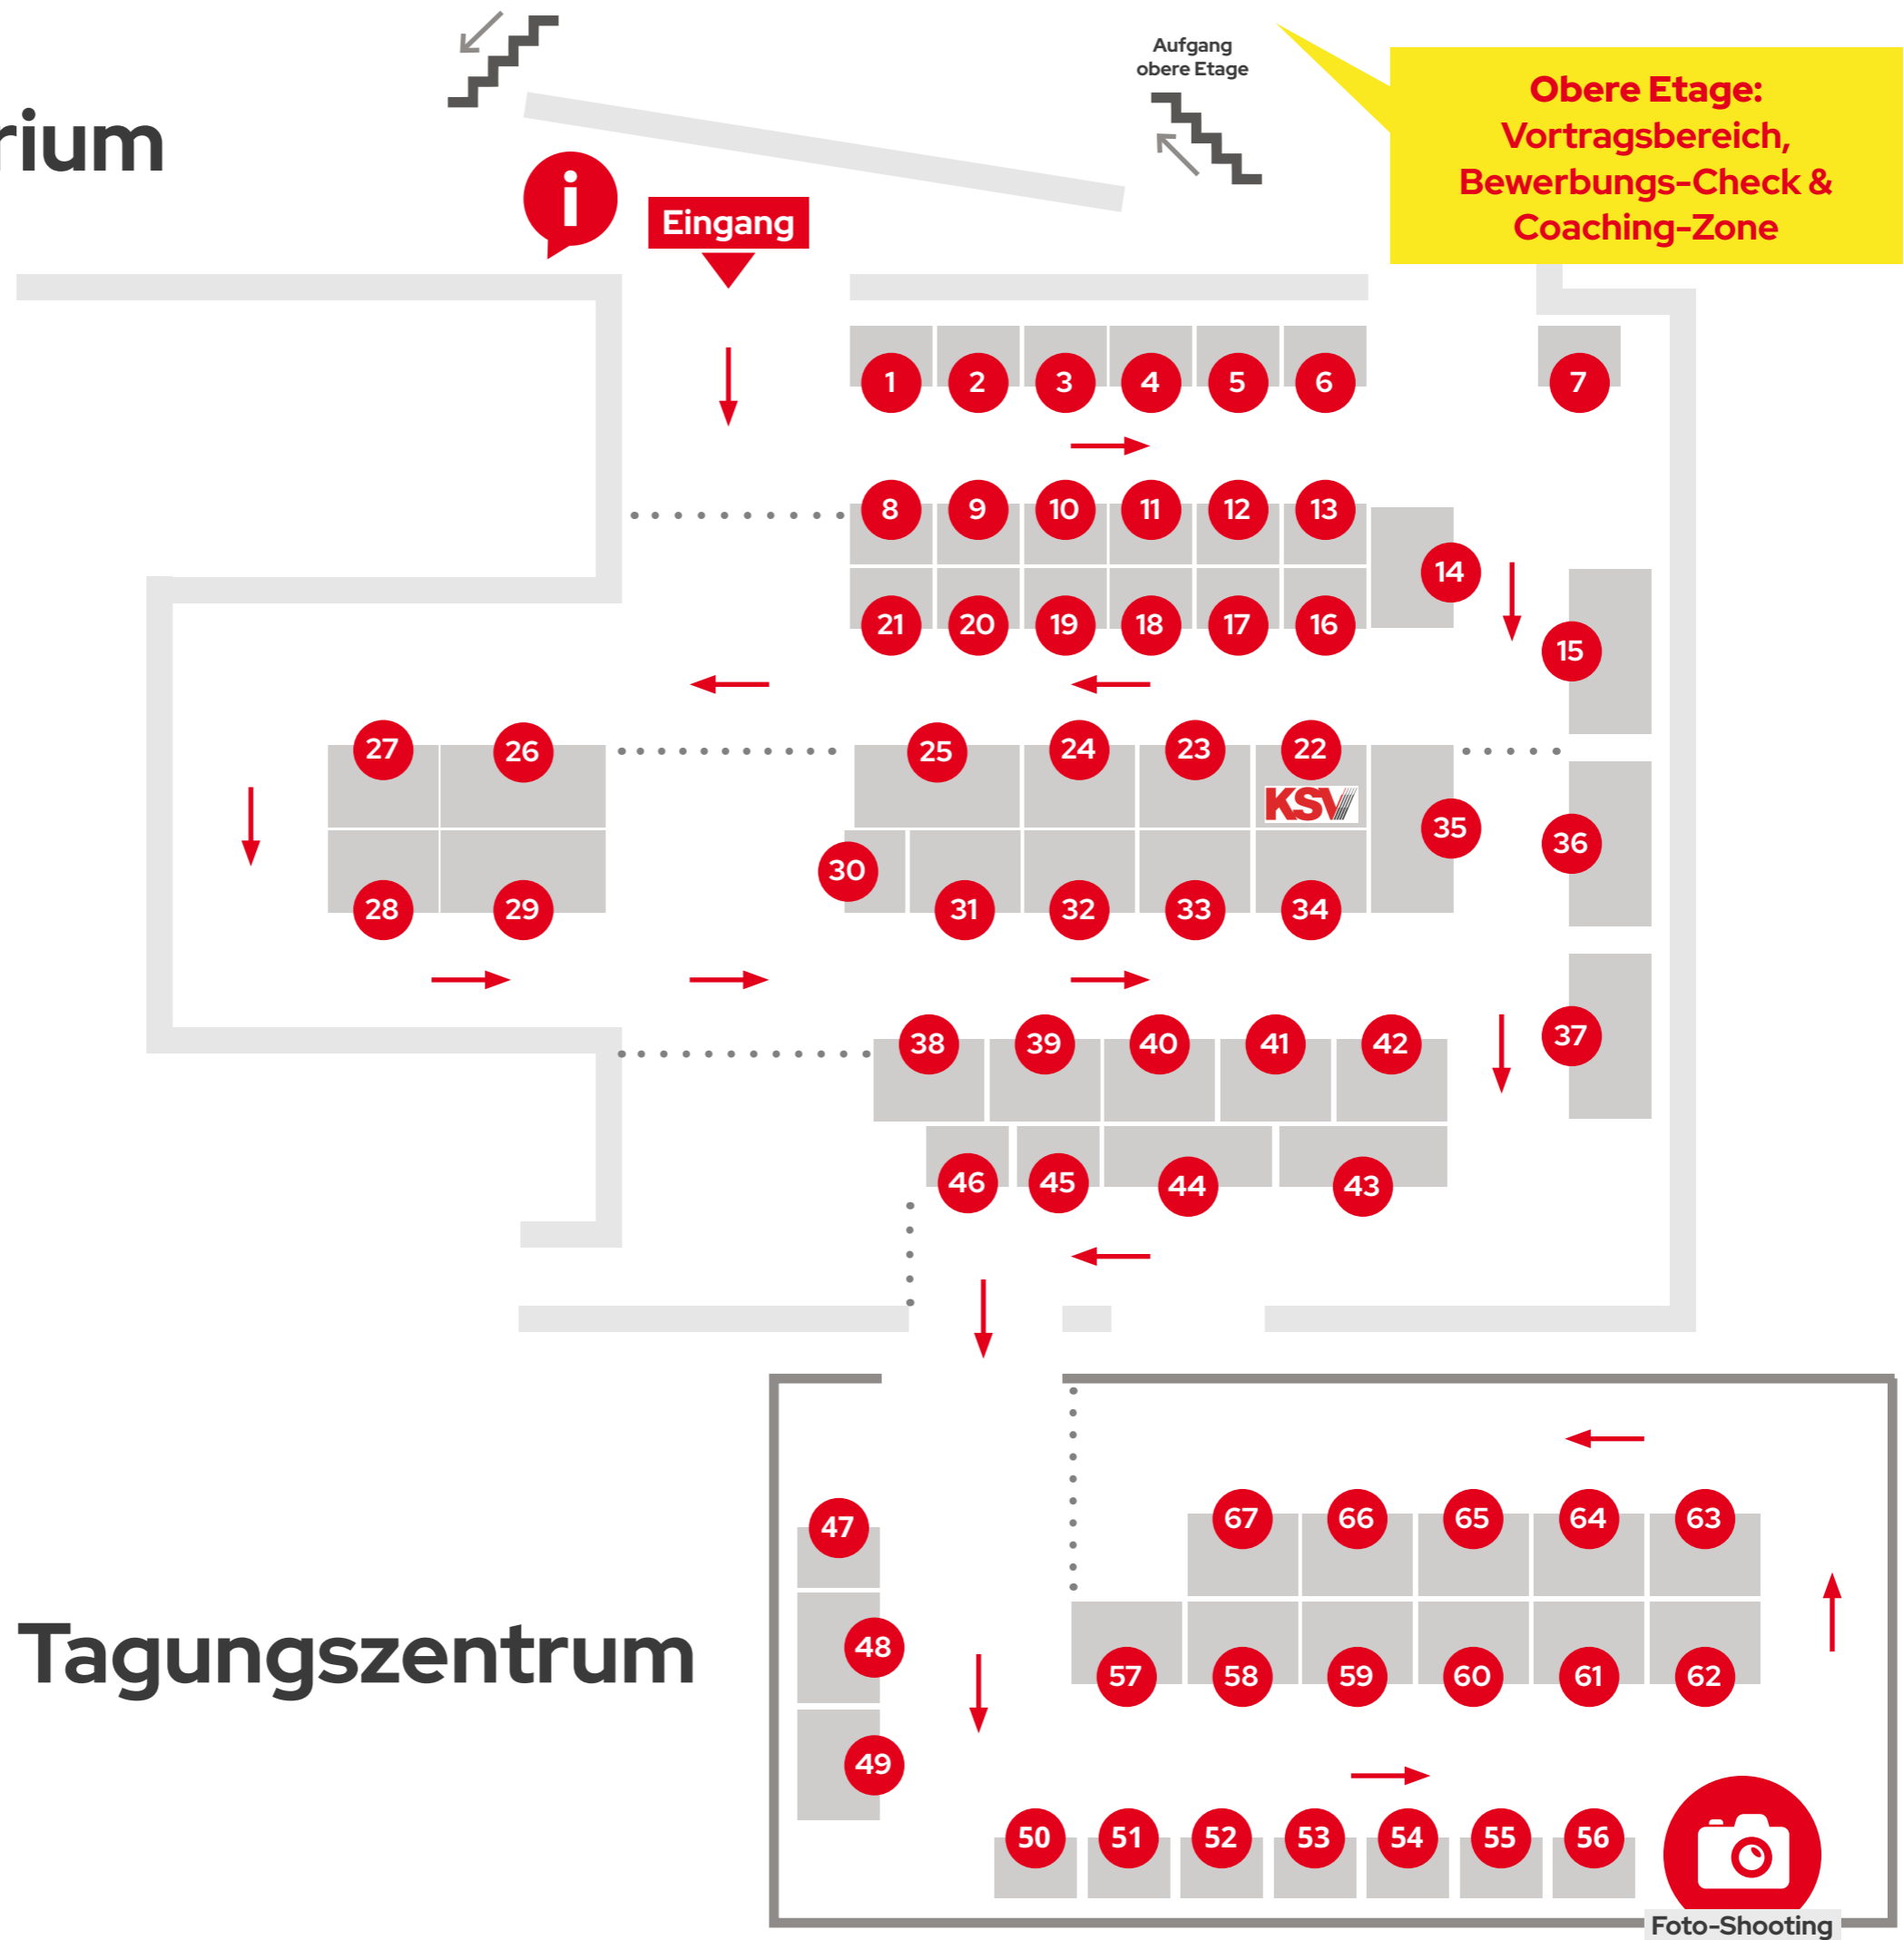 Aufgang
obere Etage
Obere Etage:
Vortragsbereich,
Bewerbungs-Check &
Coaching-Zone
rium
i
Eingang
1 2 3 4 5 6 7
8 9 10 11 12 13
14
21 20 19 18 17 16
15
27 26 25 24 23 22
KSV
35
36
30
28 29 31 32 33 34
37
38 39 40 41 42
46 45 44 43
67 66 65 64 63
47
48
Tagungszentrum
57 58 59 60 61 62
49
50 51 52 53 54 55 56
Foto-Shooting